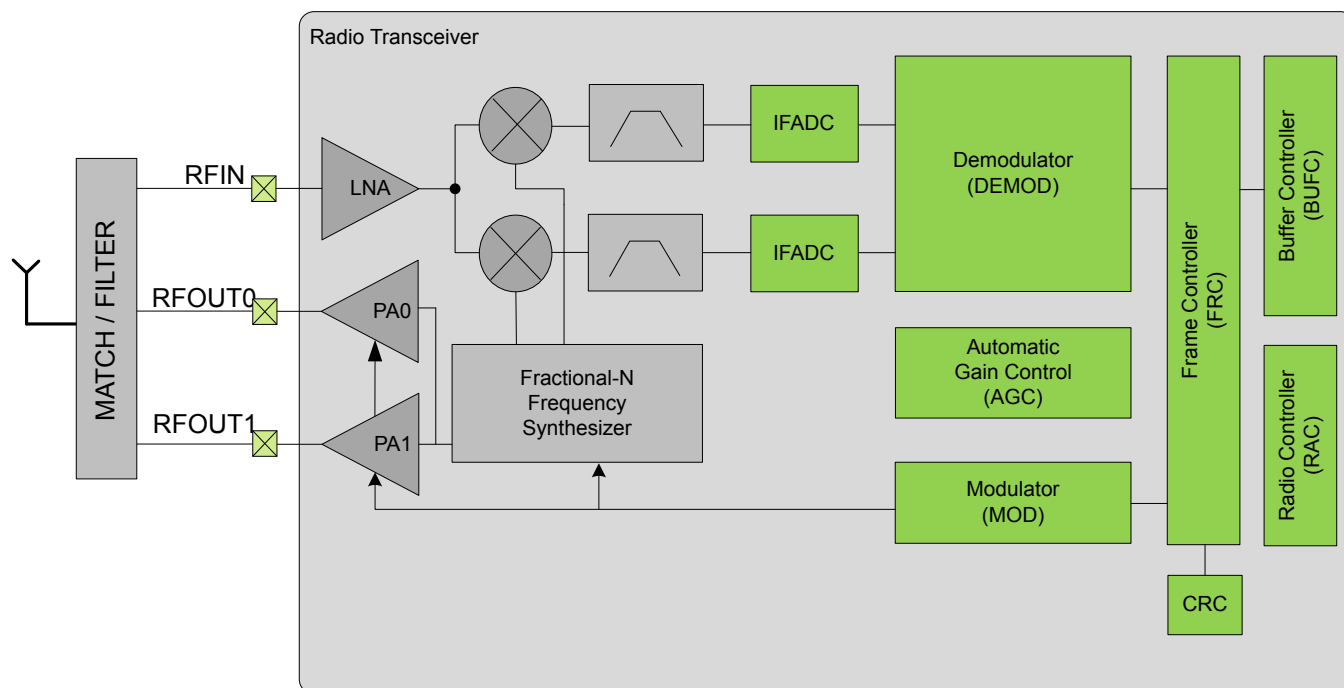 Radio Transceiver
RFIN
LNA
IFADC
Demodulator
(DEMOD)
Frame Controller
(FRC)
Buffer Controller
(BUFC)
MATCH / FILTER
IFADC
RFOUT0
PA0
Fractional-N
Frequency
Synthesizer
Automatic
Gain Control
(AGC)
Radio Controller
(RAC)
RFOUT1
PA1
Modulator
(MOD)
CRC